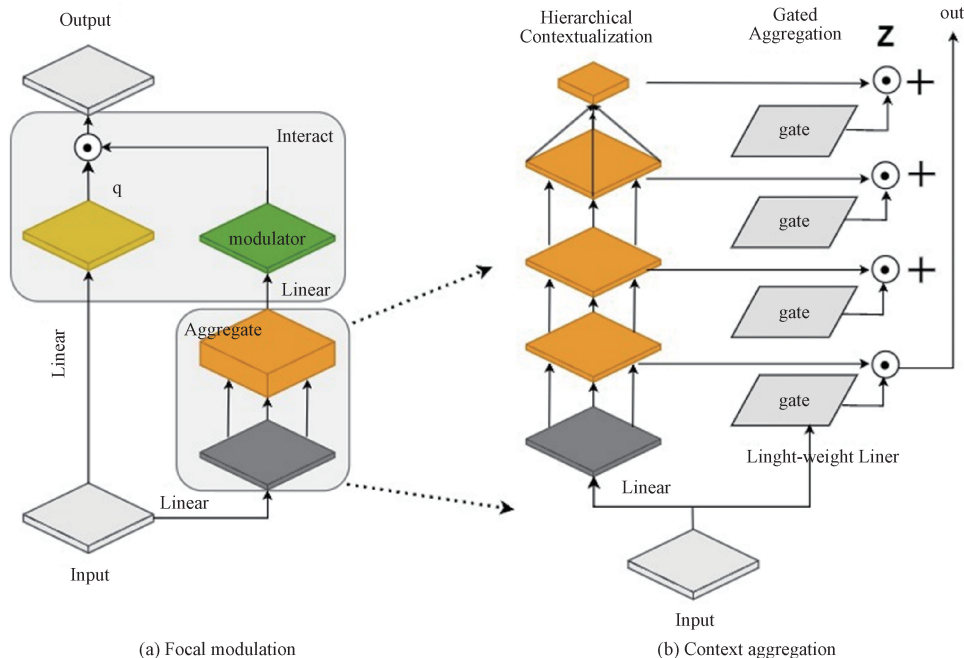 Output
Interact
q
modulator
Linear
Aggregate
Linear
Linear
Input
(a) Focal modulation
Hierarchical
Contextualization
Gated
Aggregation
out
Z
gate
+
gate
+
gate
+
gate
Linght-weight Liner
Linear
Input
(b) Context aggregation